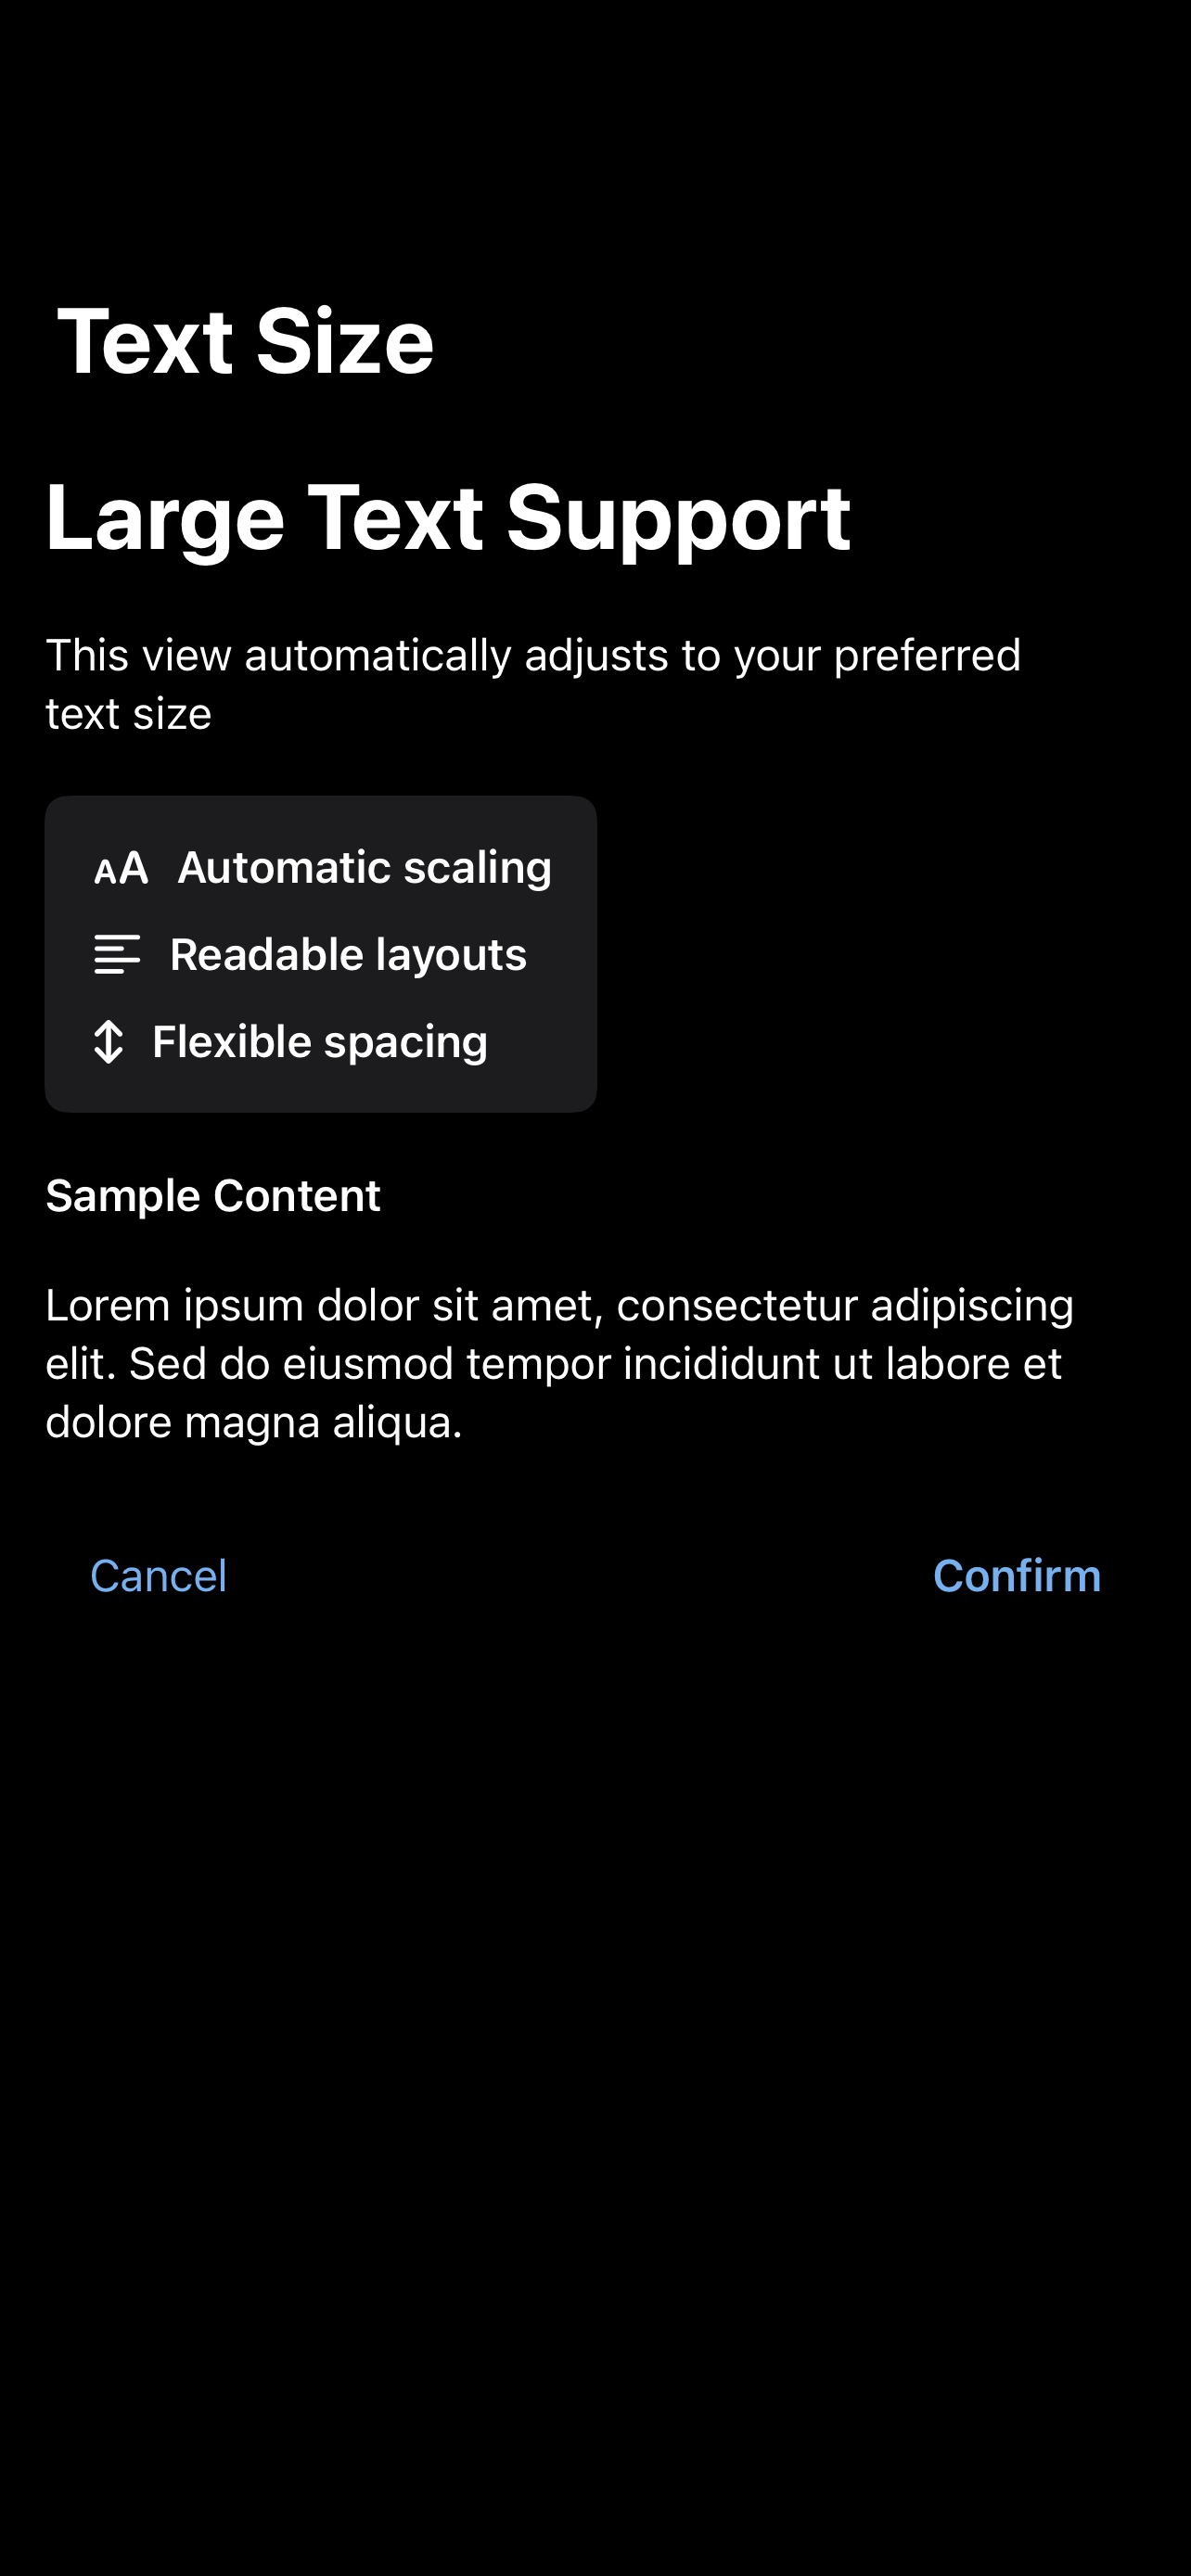 Text Size
Large Text Support
This view automatically adjusts to your preferred
text size
AA Automatic scaling
Readable layouts
Flexible spacing
Sample Content
Lorem ipsum dolor sit amet, consectetur adipiscing
elit. Sed do eiusmod tempor incididunt ut labore et
dolore magna aliqua.
Cancel
Confirm